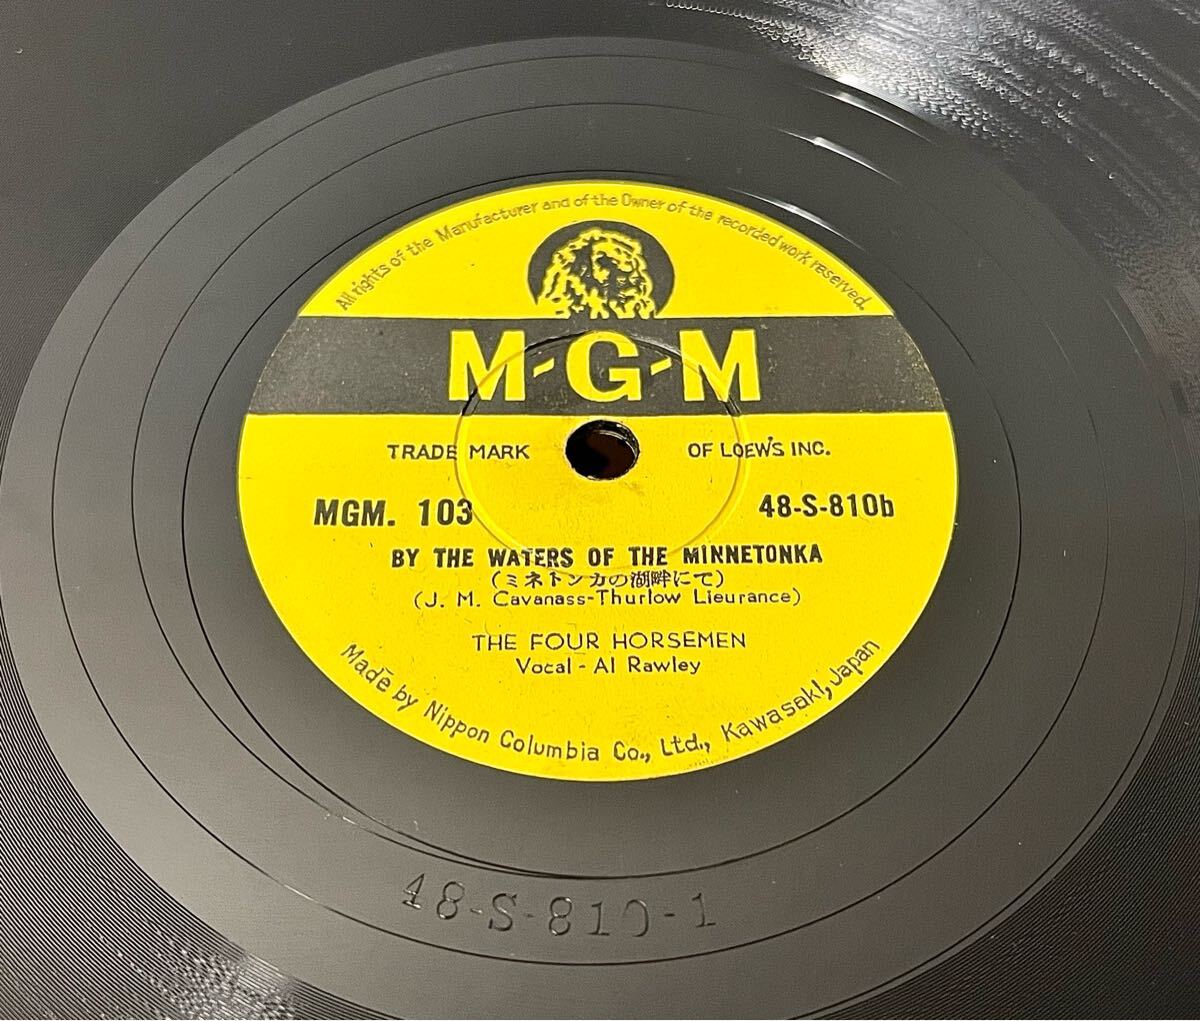 All rights of the Manufacturer and of the Owner of the recorded work reserved.
M-G-M
TRADE MARK OF LOEW'S INC.
MGM. 103 48-S-810b
BY THE WATERS OF THE MINNETONKA
(ミネトンカの湖畔にて)
(J. M. Cavanass-Thurlow Lieurance)
THE FOUR HORSEMEN
Vocal - Al Rawley
Made by Nippon Columbia Co., Ltd., Kawasaki, Japan
48-S-810-1